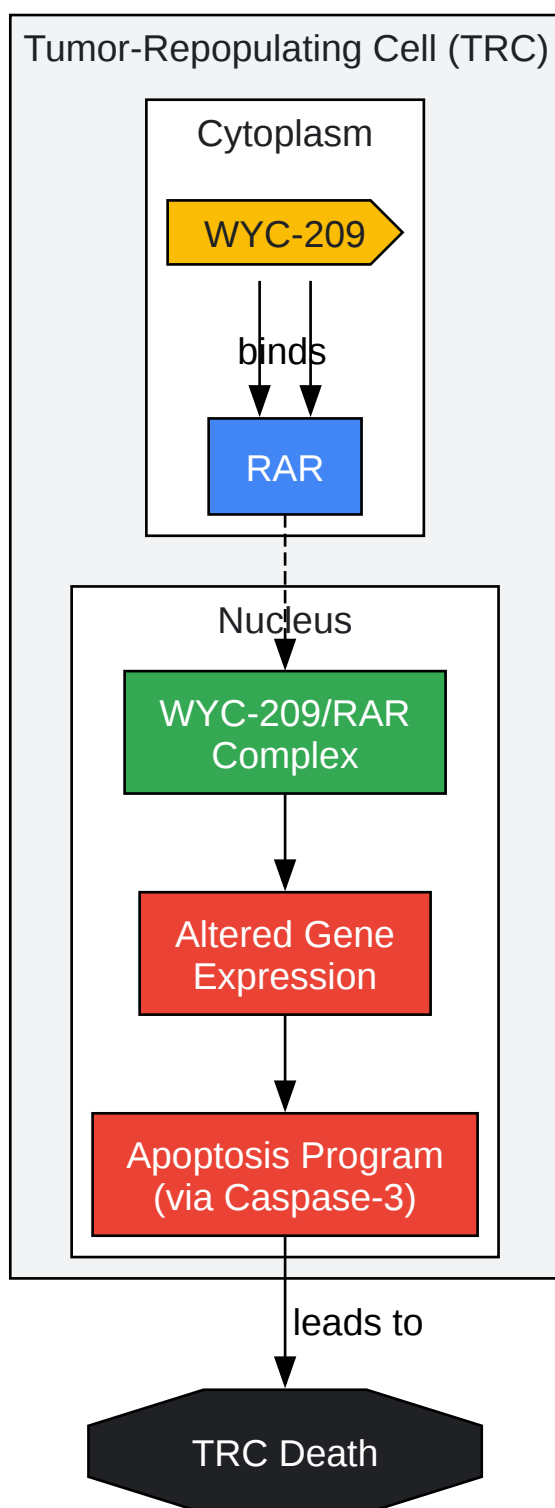 Tumor-Repopulating Cell (TRC)
Cytoplasm
WYC-209
binds
RAR
Nucleus
WYC-209/RAR
Complex
Altered Gene
Expression
Apoptosis Program
(via Caspase-3)
leads to
TRC Death